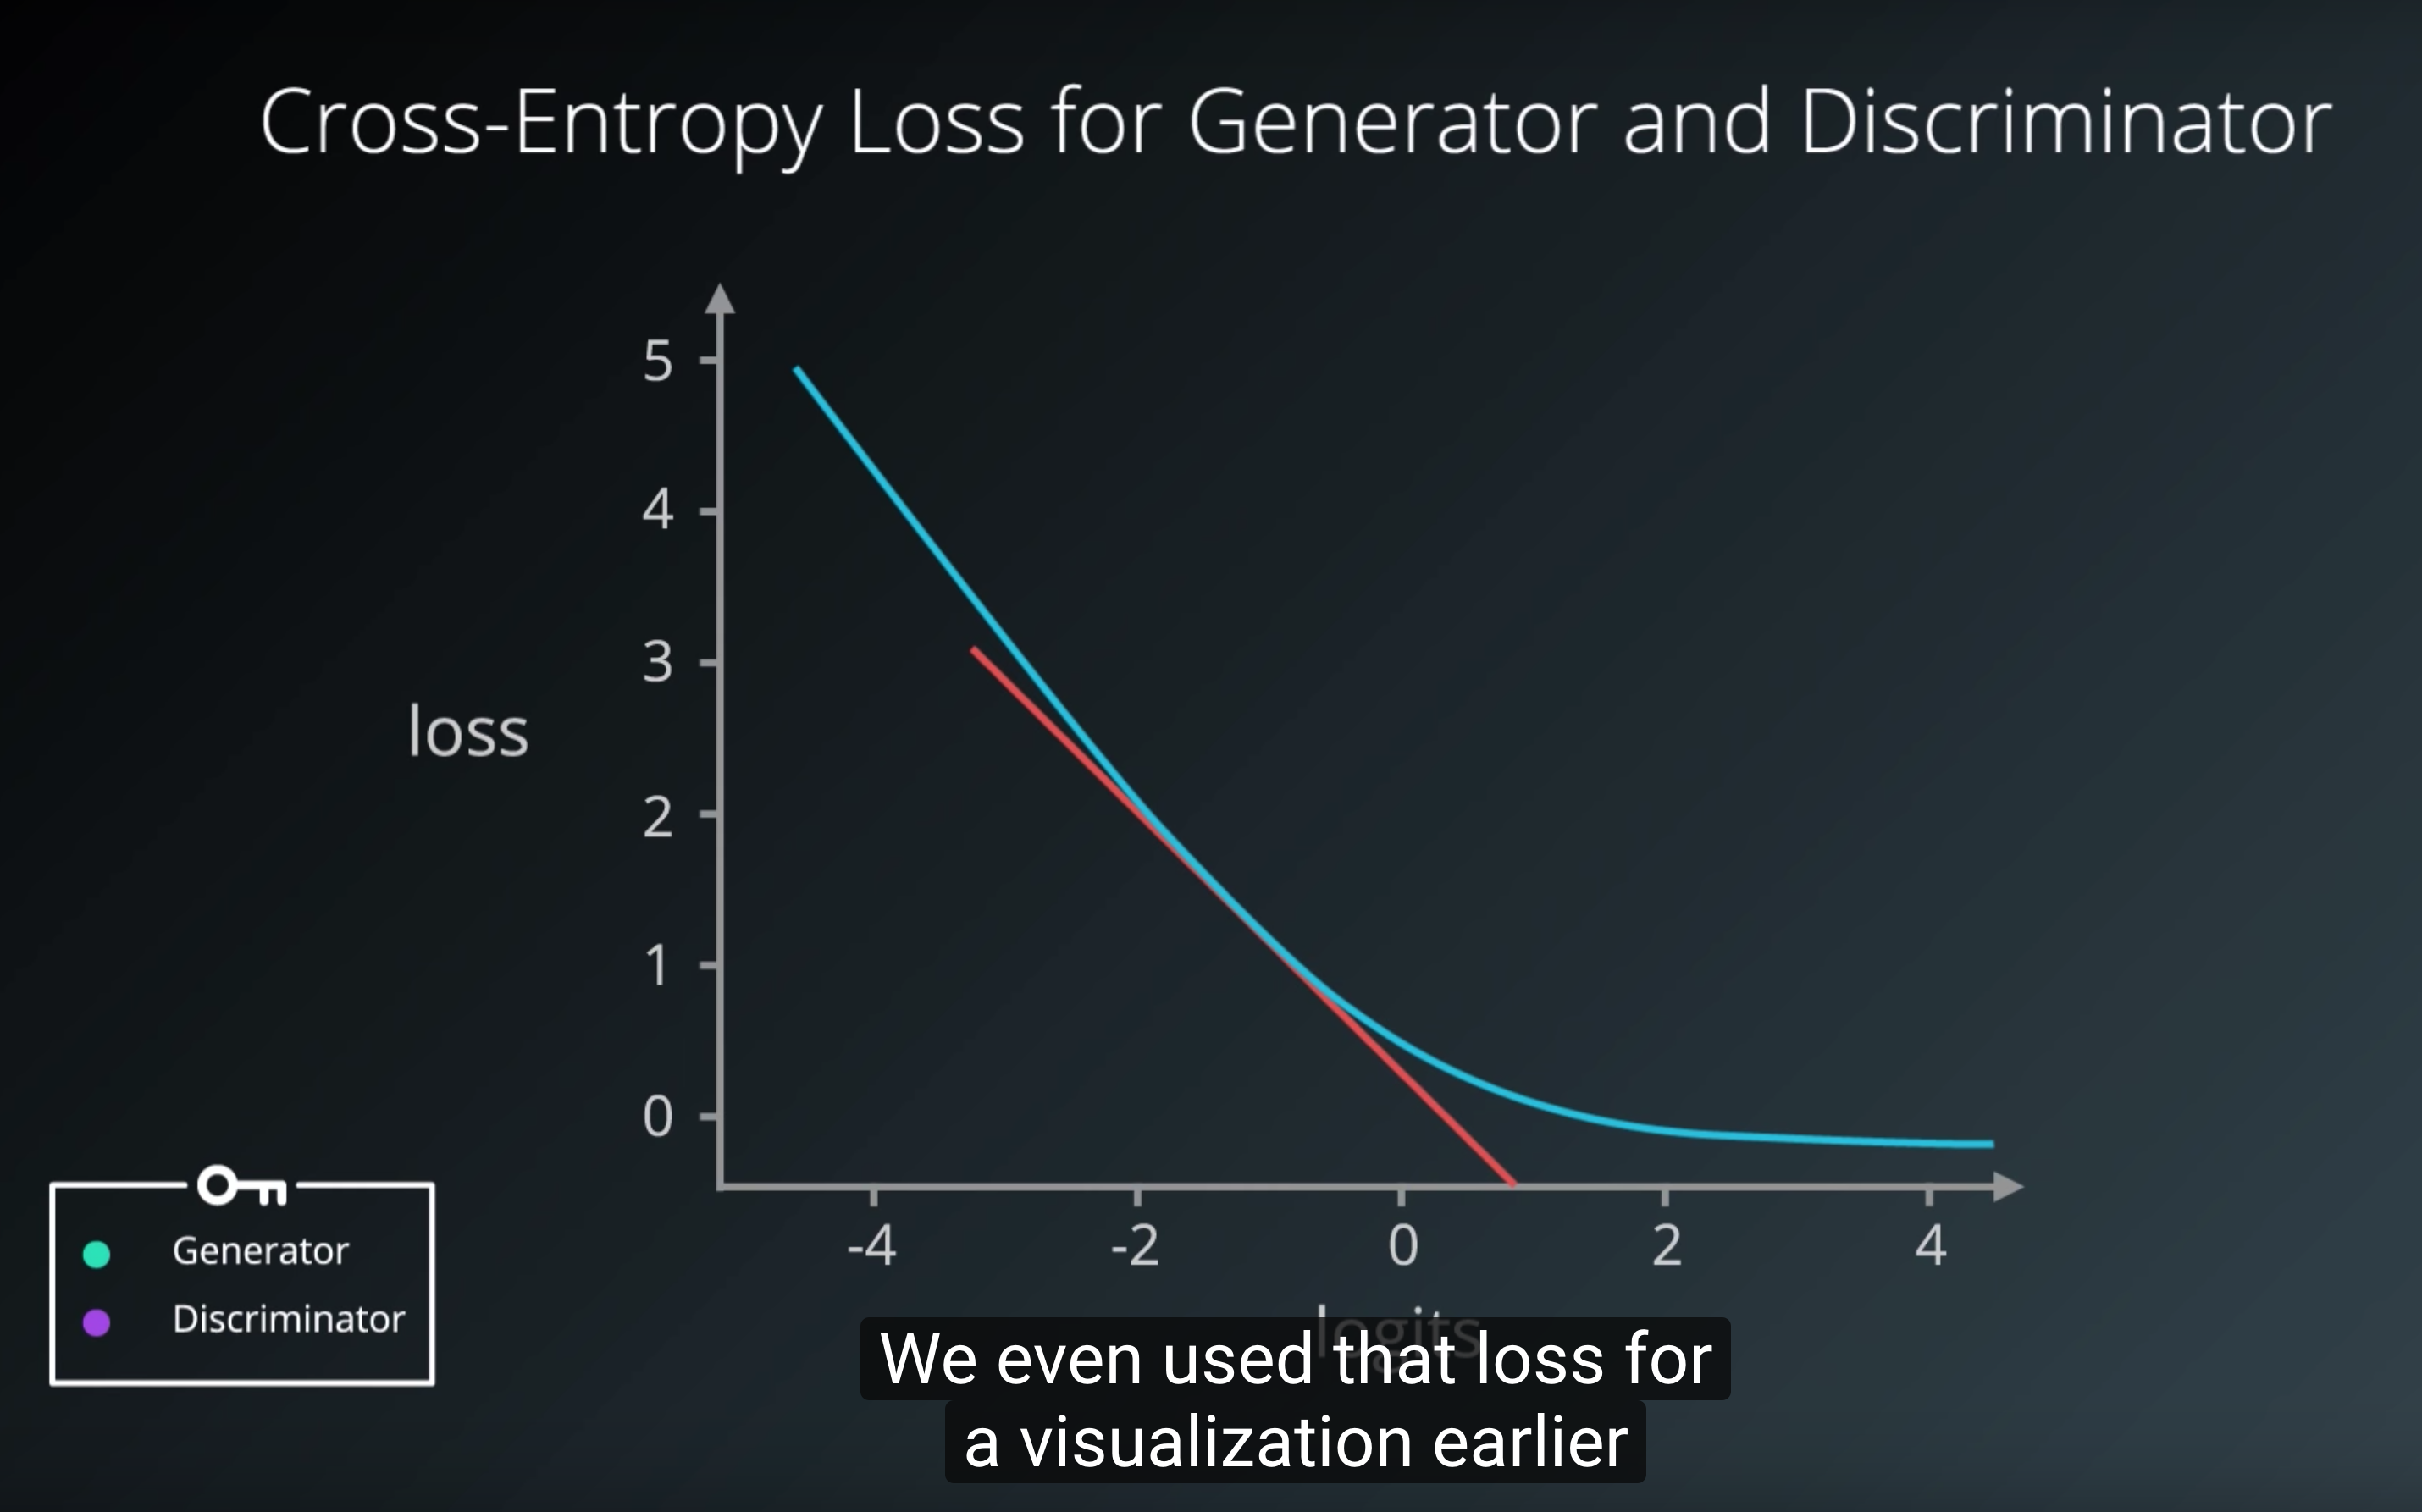 Cross-Entropy Loss for Generator and Discriminator
5
4
3
loss
2
1
0
-4 -2 0 2 4
logits
Generator
Discriminator
We even used that loss for
a visualization earlier